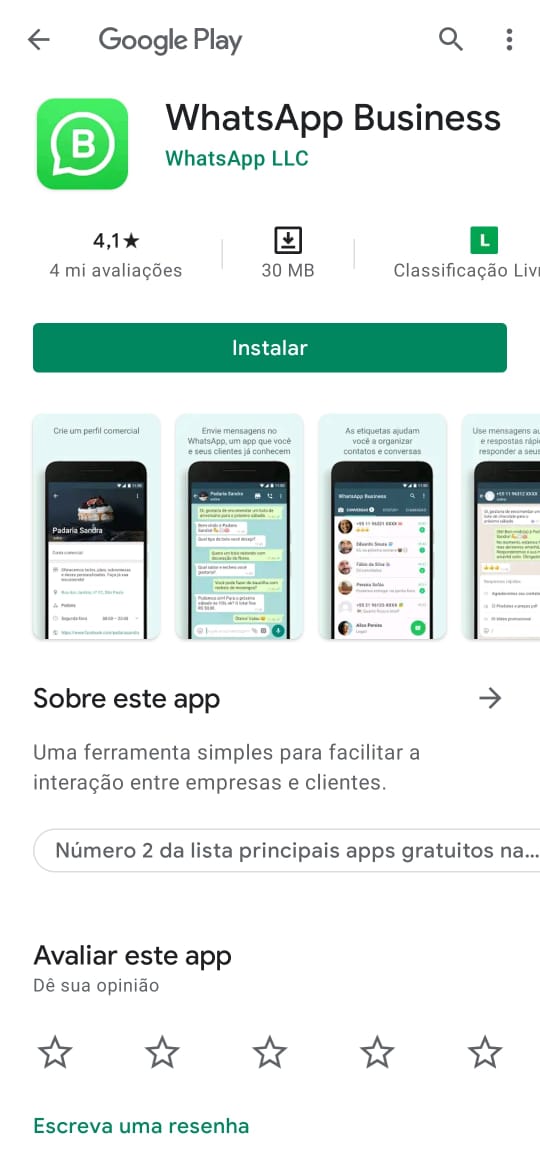 Google Play
WhatsApp Business
WhatsApp LLC
B
4,1★
4 mi avaliações
30 MB
L
Classificação Liv
Instalar
Crie um perfil comercial
Padaria Sandra
Envie mensagens no
WhatsApp, um app que você
e seus clientes já conhecem
Padaria Sandra
As etiquetas ajudam
você a organizar
contatos e conversas
WhatsApp Business
Use mensagens au
e respostas rápi
responder a seus
Sobre este app
Uma ferramenta simples para facilitar a
interação entre empresas e clientes.
Número 2 da lista principais apps gratuitos na...
Avaliar este app
Dê sua opinião
Escreva uma resenha